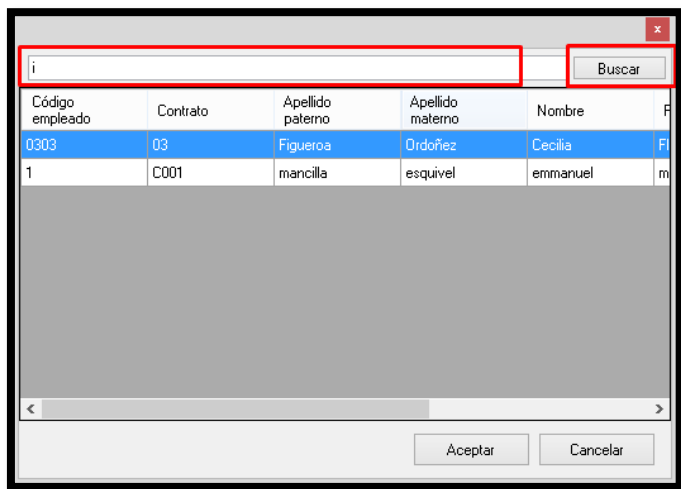 x
i
Buscar
Código empleado Contrato Apellido paterno Apellido materno Nombre F
0303 03 Figueroa Ordoñez Cecilia FI
1 C001 mancilla esquivel emmanuel m
Aceptar Cancelar